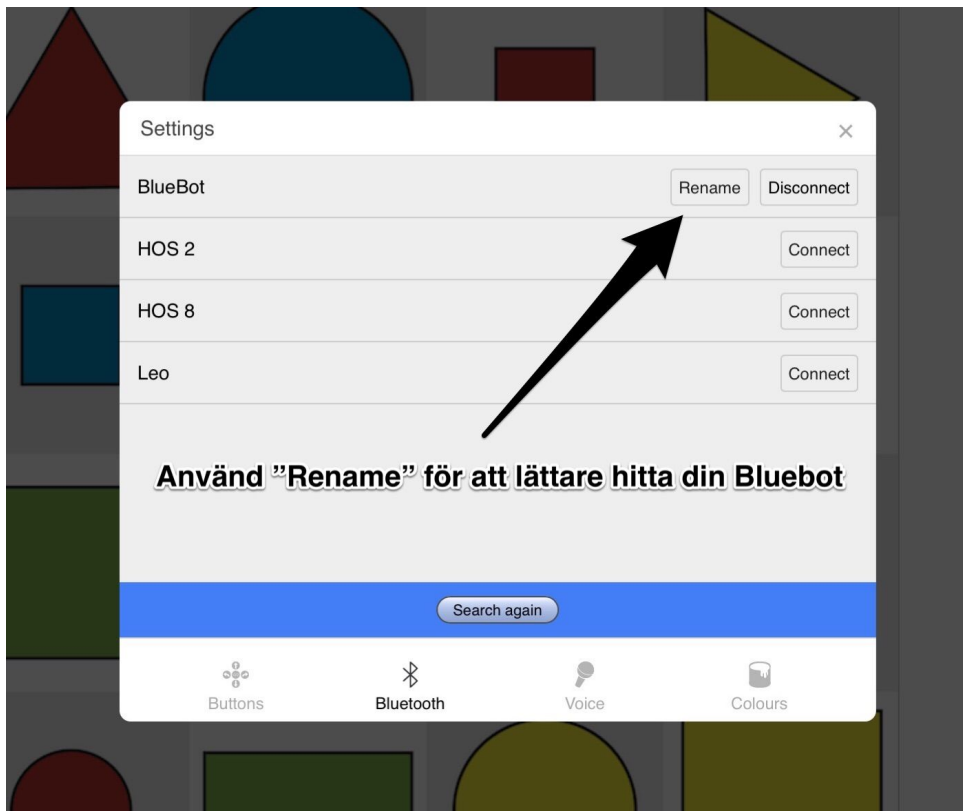 Settings ×
BlueBot Rename Disconnect
HOS 2 Connect
HOS 8 Connect
Leo Connect
Använd ”Rename” för att lättare hitta din Bluebot
Search again
Buttons Bluetooth Voice Colours